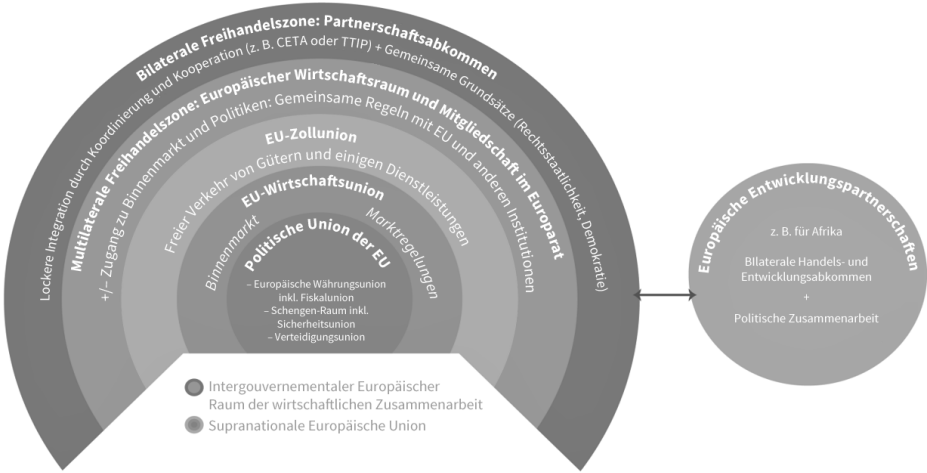 Bilaterale Freihandelszone: Partnerschaftsabkommen
Lockere Integration durch Koordinierung und Kooperation (z. B. CETA oder TTIP) + Gemeinsame Grundsätze (Rechtsstaatlichkeit, Demokratie)
Multilaterale Freihandelszone: Europäischer Wirtschaftsraum und Mitgliedschaft im Europarat
+/– Zugang zu Binnenmarkt und Politiken: Gemeinsame Regeln mit EU und anderen Institutionen
EU-Zollunion
Freier Verkehr von Gütern und einigen Dienstleistungen
EU-Wirtschaftsunion
Binnenmarkt
Marktregelungen
Politische Union der EU
– Europäische Währungsunion
inkl. Fiskalunion
– Schengen-Raum inkl.
Sicherheitsunion
– Verteidigungsunion
Intergouvernementaler Europäischer
Raum der wirtschaftlichen Zusammenarbeit
Supranationale Europäische Union
Europäische Entwicklungspartnerschaften
z. B. für Afrika
BIlaterale Handels- und
Entwicklungsabkommen
+
Politische Zusammenarbeit